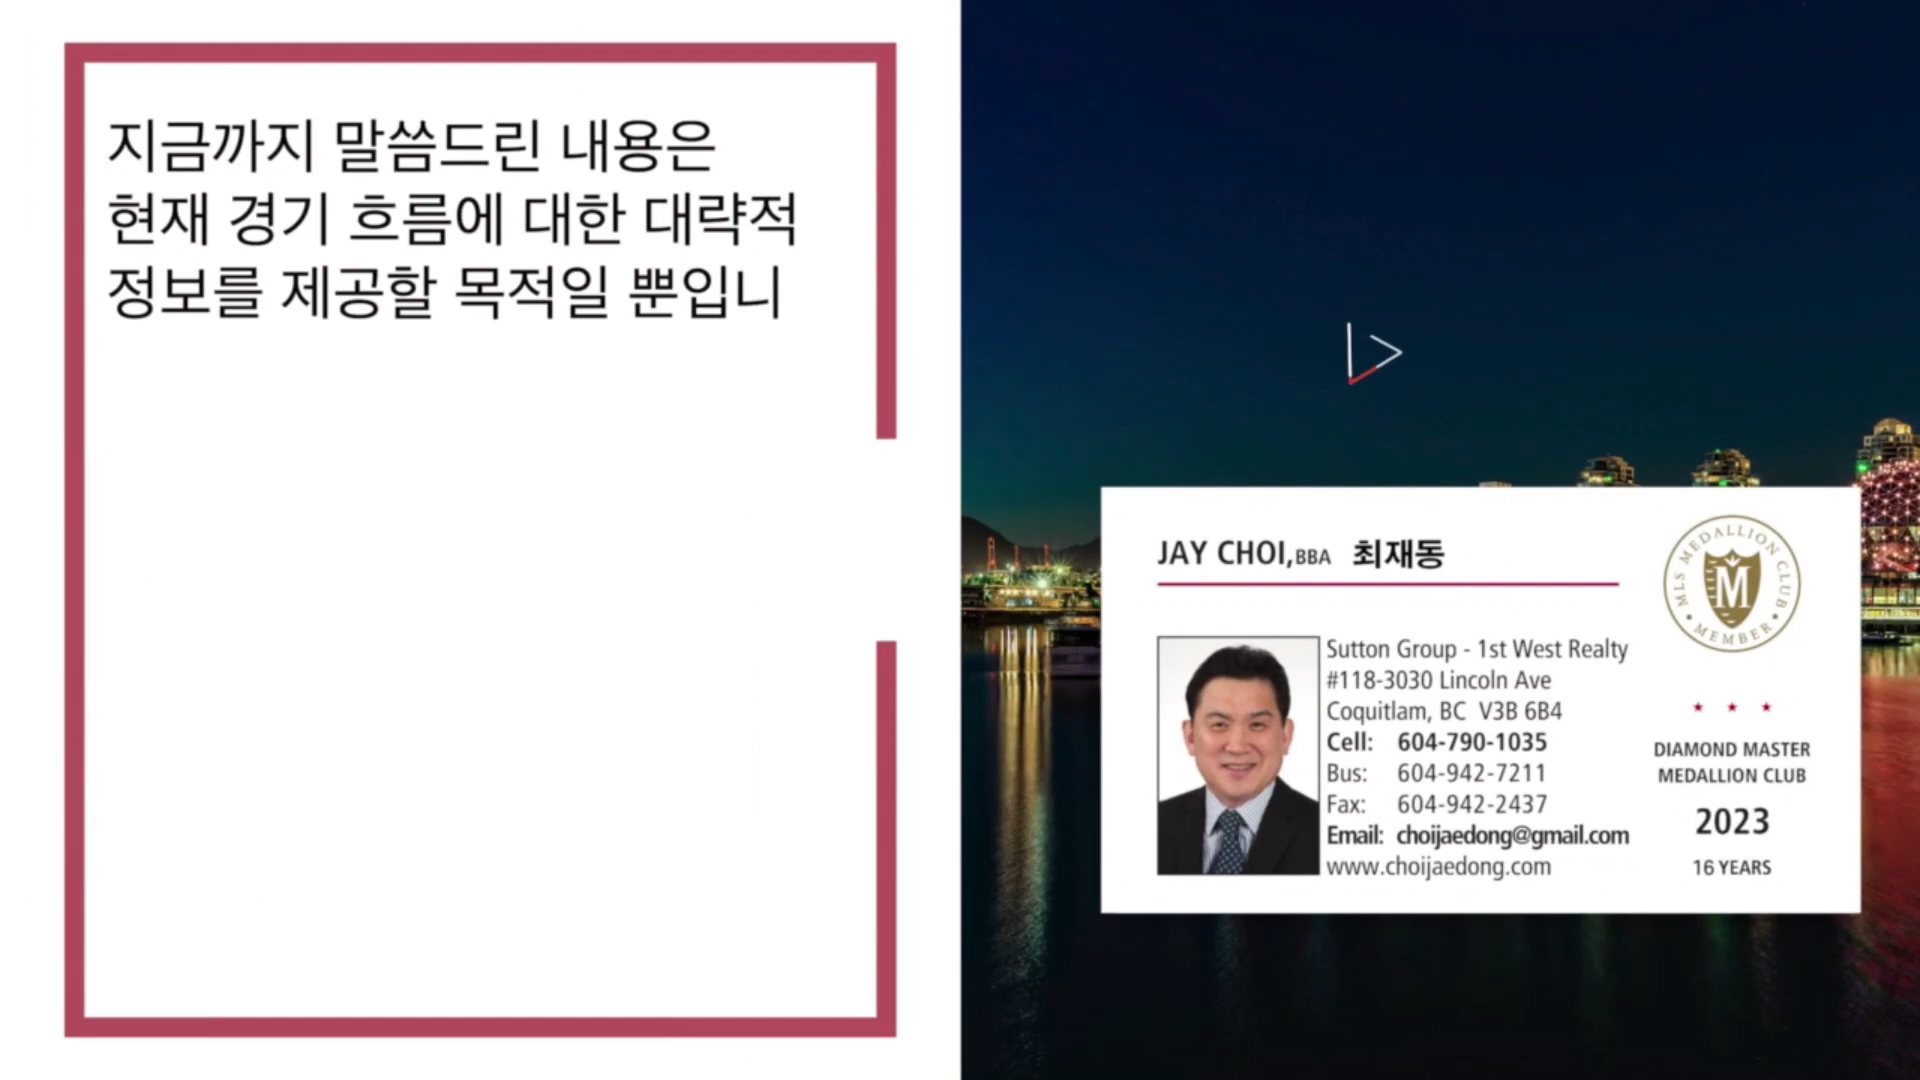 지금까지 말씀드린 내용은
현재 경기 흐름에 대한 대략적
정보를 제공할 목적일 뿐입니
JAY CHOI, BBA 최재동
Sutton Group - 1st West Realty
#118-3030 Lincoln Ave
Coquitlam, BC V3B 6B4
Cell: 604-790-1035
Bus: 604-942-7211
Fax: 604-942-2437
Email: choijaedong@gmail.com
www.choijaedong.com
MLS MEDALLION CLUB
M
MEMBER
DIAMOND MASTER
MEDALLION CLUB
2023
16 YEARS